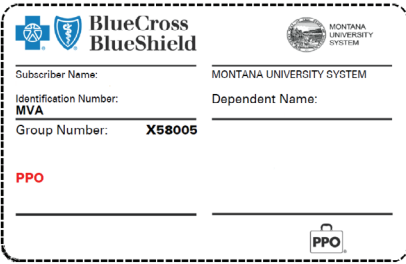 BlueCross
BlueShield
MONTANA
UNIVERSITY
SYSTEM
Subscriber Name:
MONTANA UNIVERSITY SYSTEM
Identification Number:
MVA
Dependent Name:
Group Number: X58005
PPO
PPO